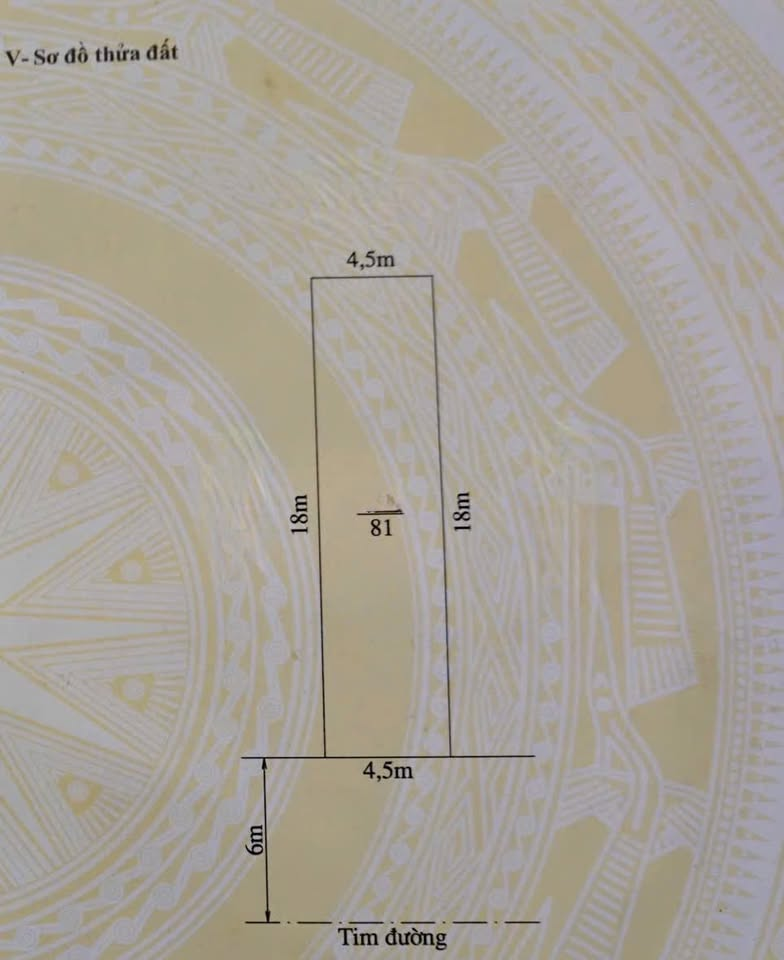 V- Sơ đồ thửa đất
4,5m
18m
18m
81
4,5m
6m
Tim đường